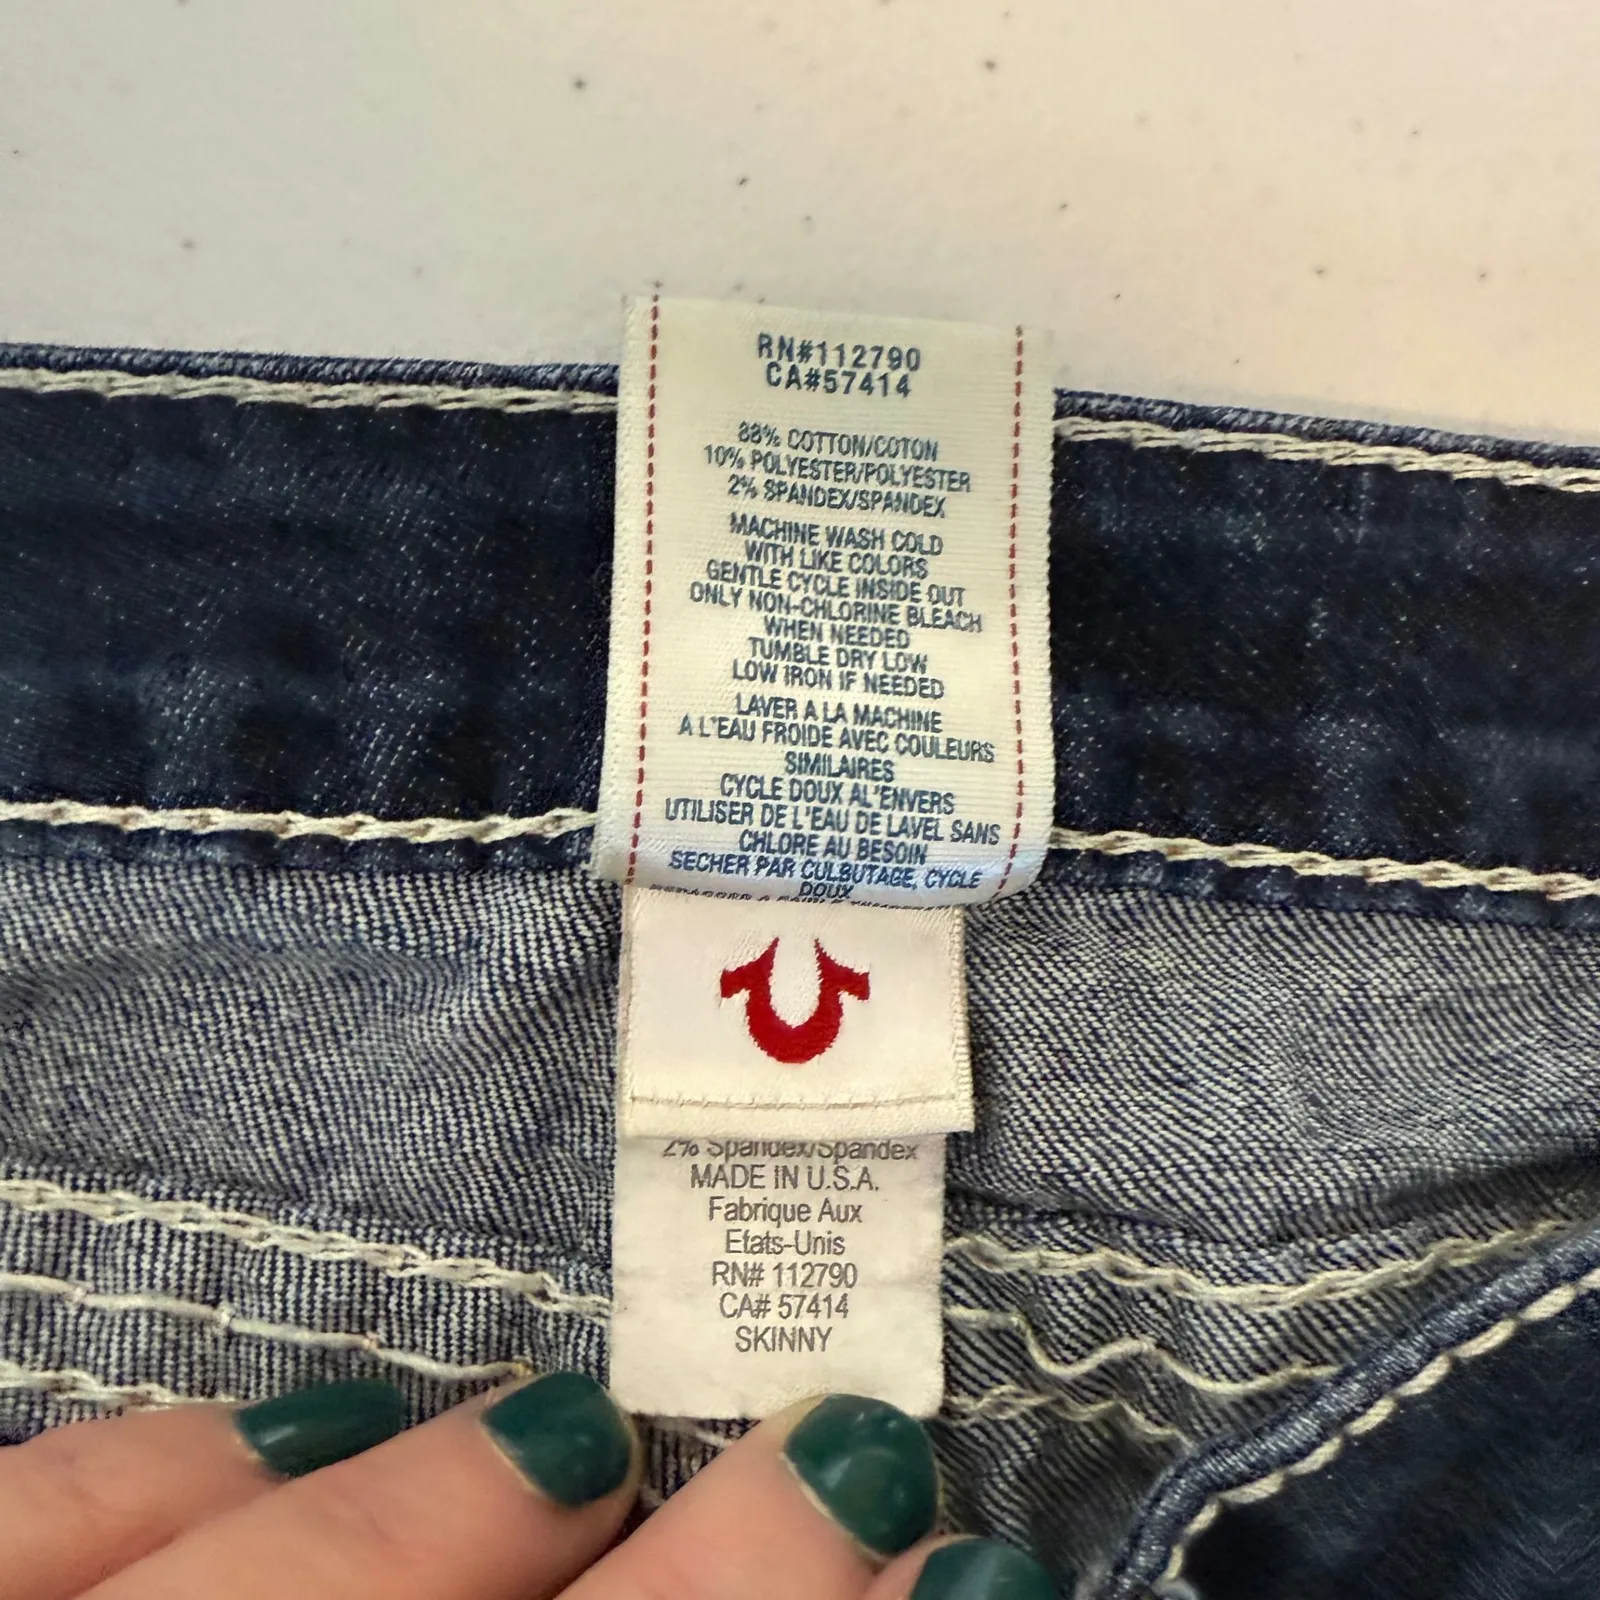 RN#112790
CA#57414
88% COTTON/COTON
10% POLYESTER/POLYESTER
2% SPANDEX/SPANDEX
MACHINE WASH COLD
WITH LIKE COLORS
GENTLE CYCLE INSIDE OUT
ONLY NON-CHLORINE BLEACH
WHEN NEEDED
TUMBLE DRY LOW
LOW IRON IF NEEDED
LAVER A LA MACHINE
A L'EAU FROIDE AVEC COULEURS
SIMILAIRES
CYCLE DOUX AL'ENVERS
UTILISER DE L'EAU DE LAVEL SANS
CHLORE AU BESOIN
SECHER PAR CULBUTAGE, CYCLE
DOUX
2% Spandex/Spandex
MADE IN U.S.A.
Fabrique Aux
Etats-Unis
RN# 112790
CA# 57414
SKINNY